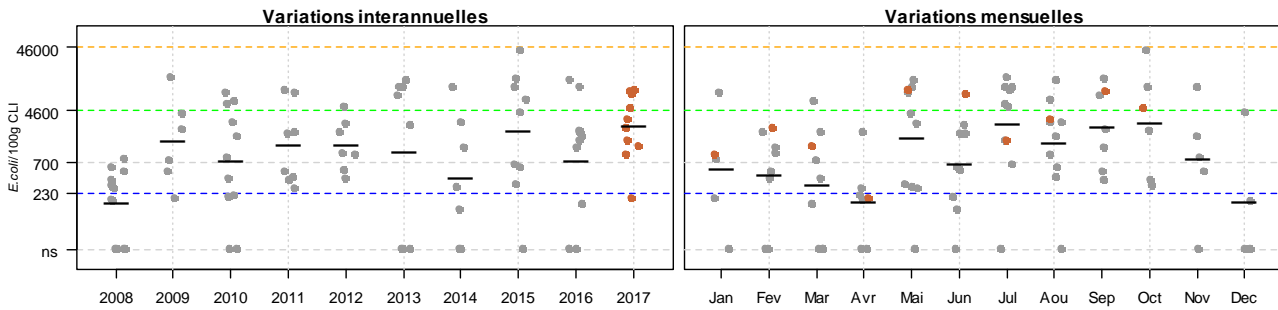 Variations interannuelles
Variations mensuelles
E.coli/100g CLI
46000
4600
700
230
ns
2008 2009 2010 2011 2012 2013 2014 2015 2016 2017
Jan Fev Mar Avr Mai Jun Jul Aou Sep Oct Nov Dec